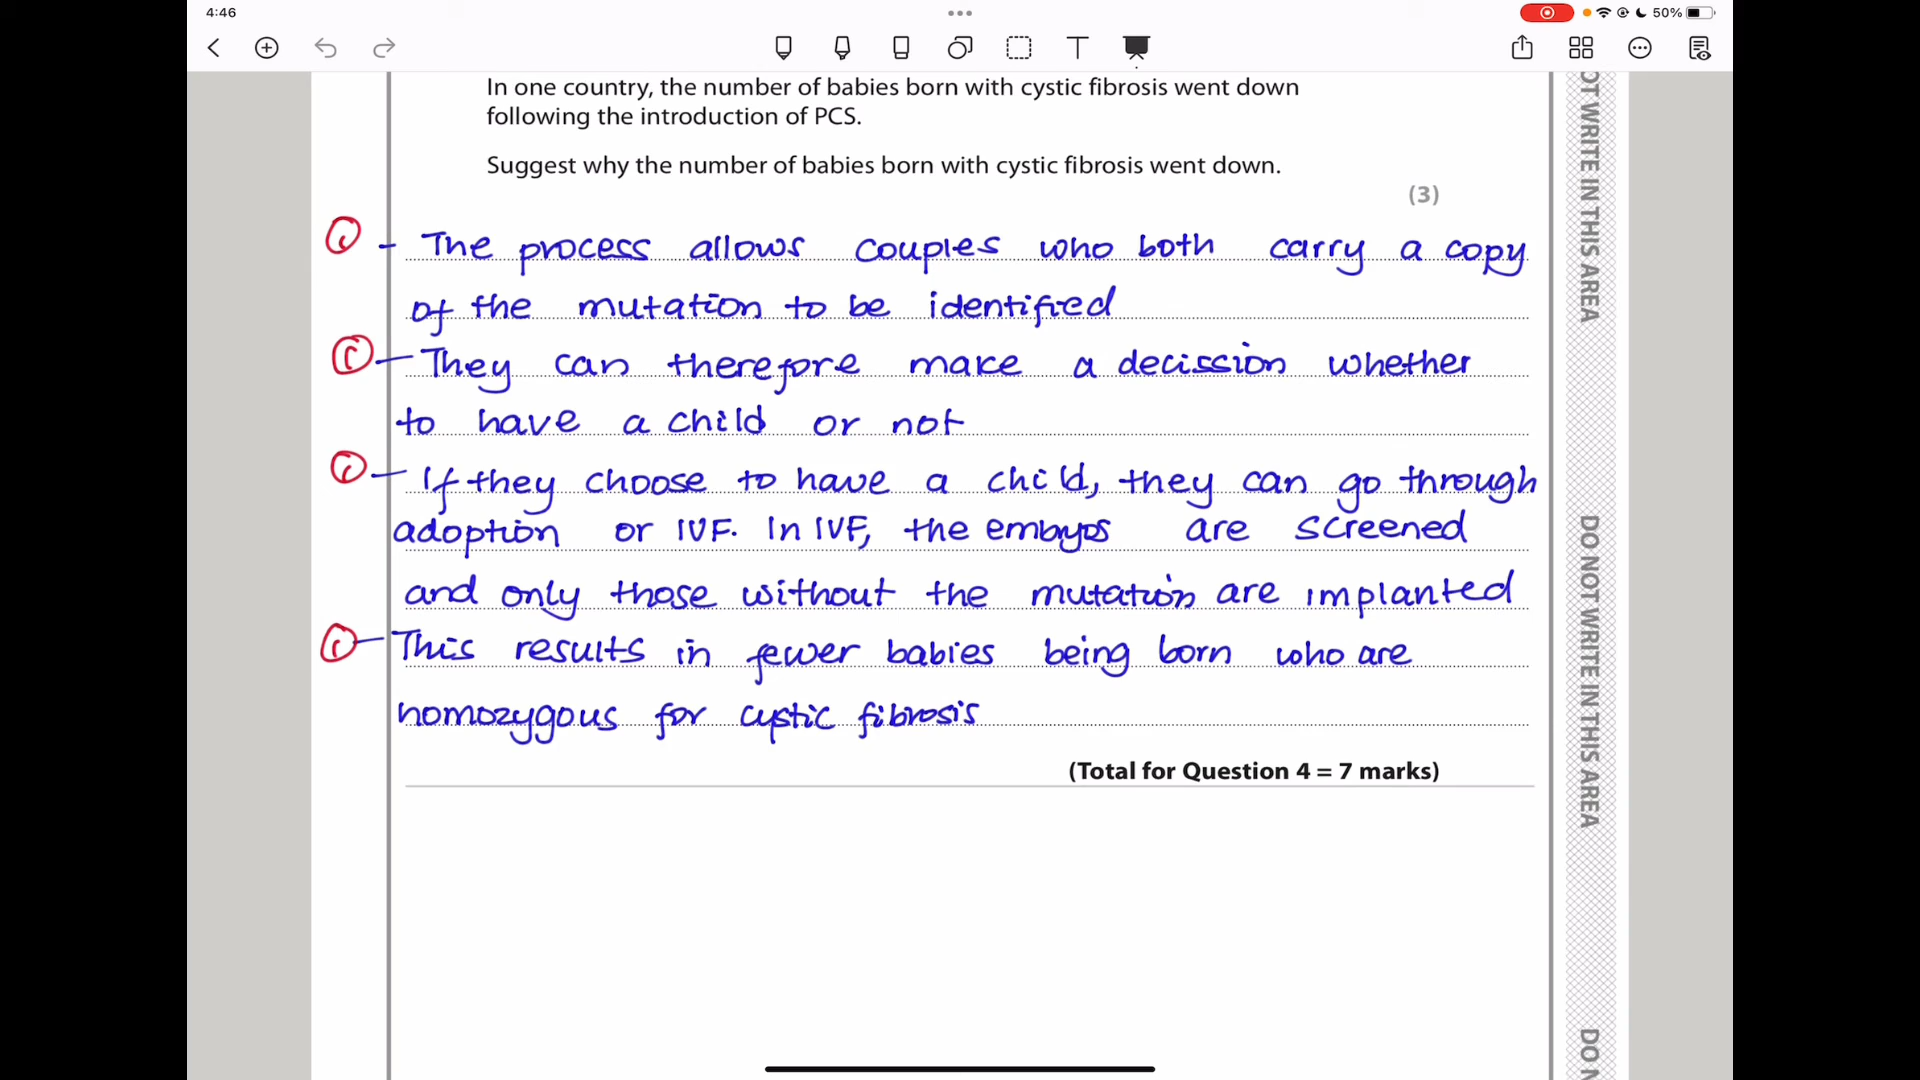 4:46
50%
In one country, the number of babies born with cystic fibrosis went down
following the introduction of PCS.
Suggest why the number of babies born with cystic fibrosis went down.
(3)
① - The process allows couples who both carry a copy
of the mutation to be identified
① - They can therefore make a decission whether
to have a child or not
① - If they choose to have a child, they can go through
adoption or IVF. In IVF, the embryos are screened
and only those without the mutation are implanted
① - This results in fewer babies being born who are
homozygous for cystic fibrosis
(Total for Question 4 = 7 marks)
OT WRITE IN THIS AREA
DO NOT WRITE IN THIS AREA
DO N